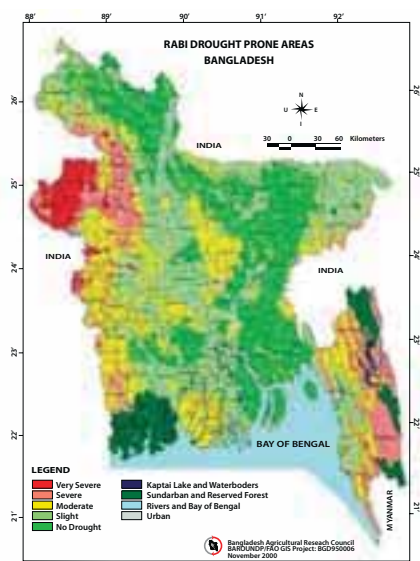 88' 89' 90' 91' 92'
RABI DROUGHT PRONE AREAS
BANGLADESH
N
U E
I
26' 26'
30 0 30 60 Kilometers
INDIA
25' 25'
INDIA
INDIA
24' 24'
23' 23'
22' 22'
BAY OF BENGAL
MYANMAR
21' 21'
LEGEND
Very Severe
Severe
Moderate
Slight
No Drought
Kaptai Lake and Waterboders
Sundarban and Reserved Forest
Rivers and Bay of Bengal
Urban
Bangladesh Agricultural Reseach Council
BARDUNDP/FAO GIS Project: BGD950006
November 2000